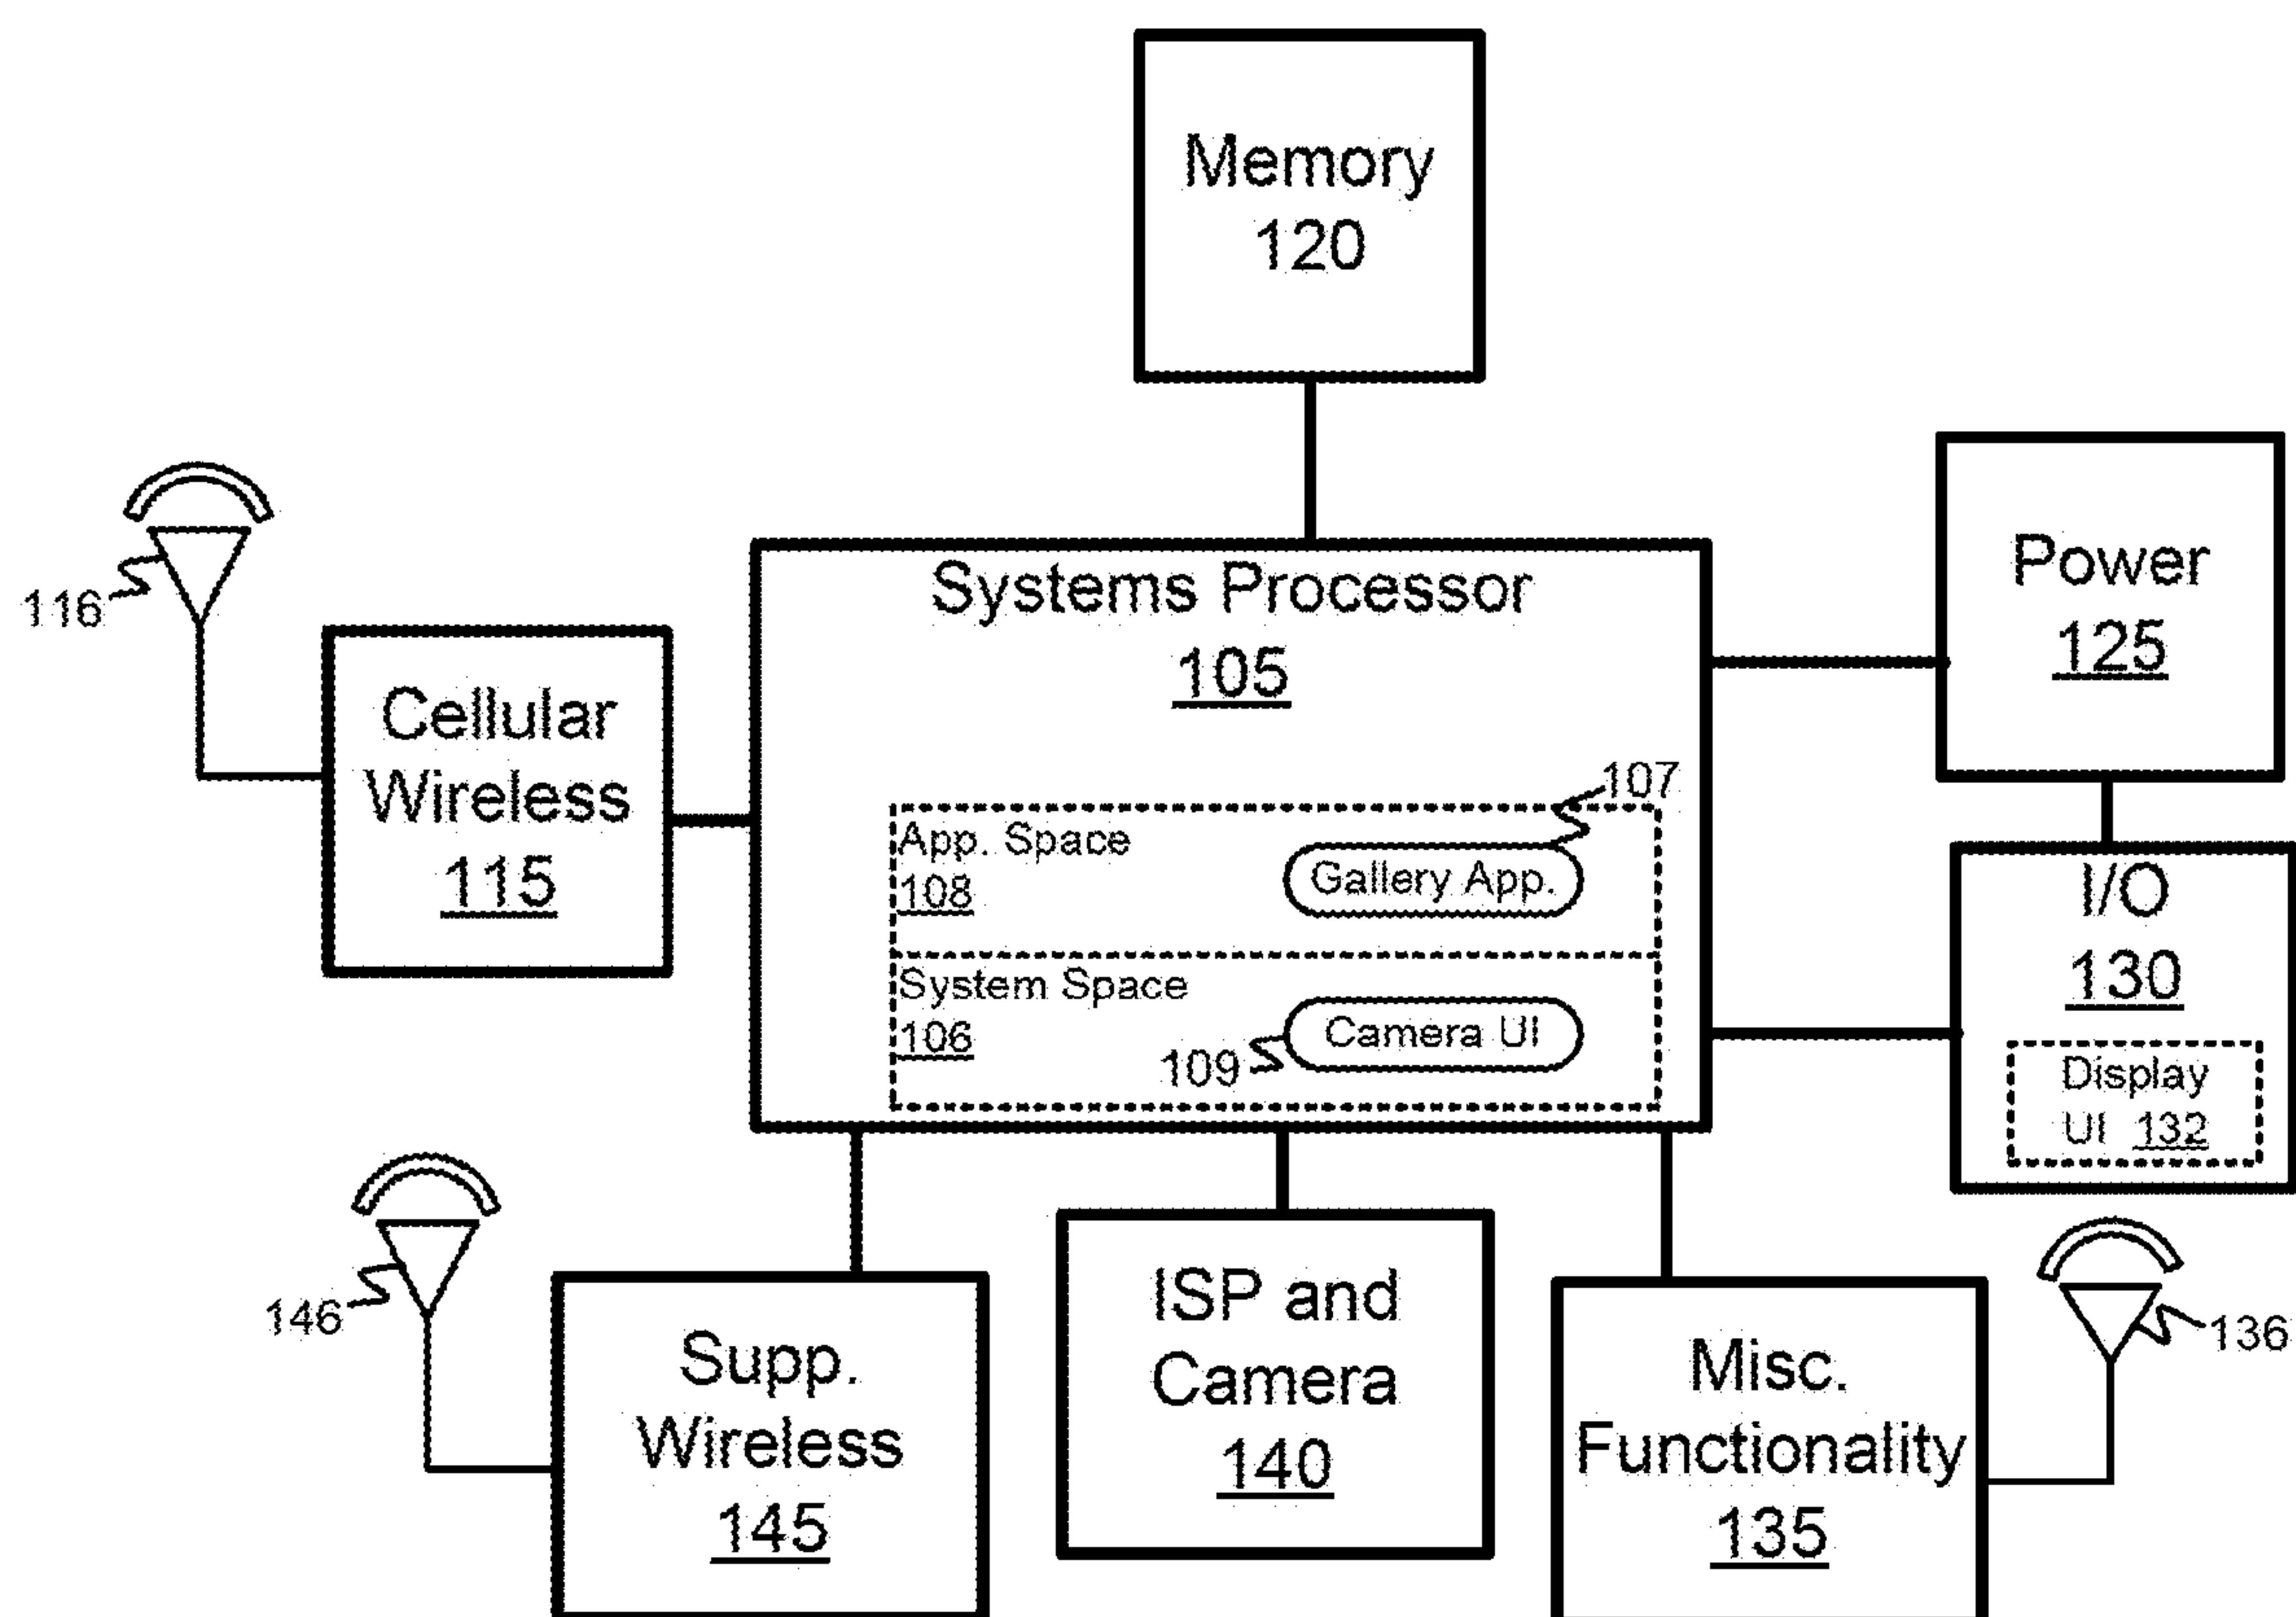 Memory
120
Power
125
116
Cellular
Wireless
115
Systems Processor
105
107
App. Space
108
Gallery App.
System Space
106
Camera UI
109
I/O
130
Display
UI 132
146
Supp.
Wireless
145
ISP and
Camera
140
Misc.
Functionality
135
136